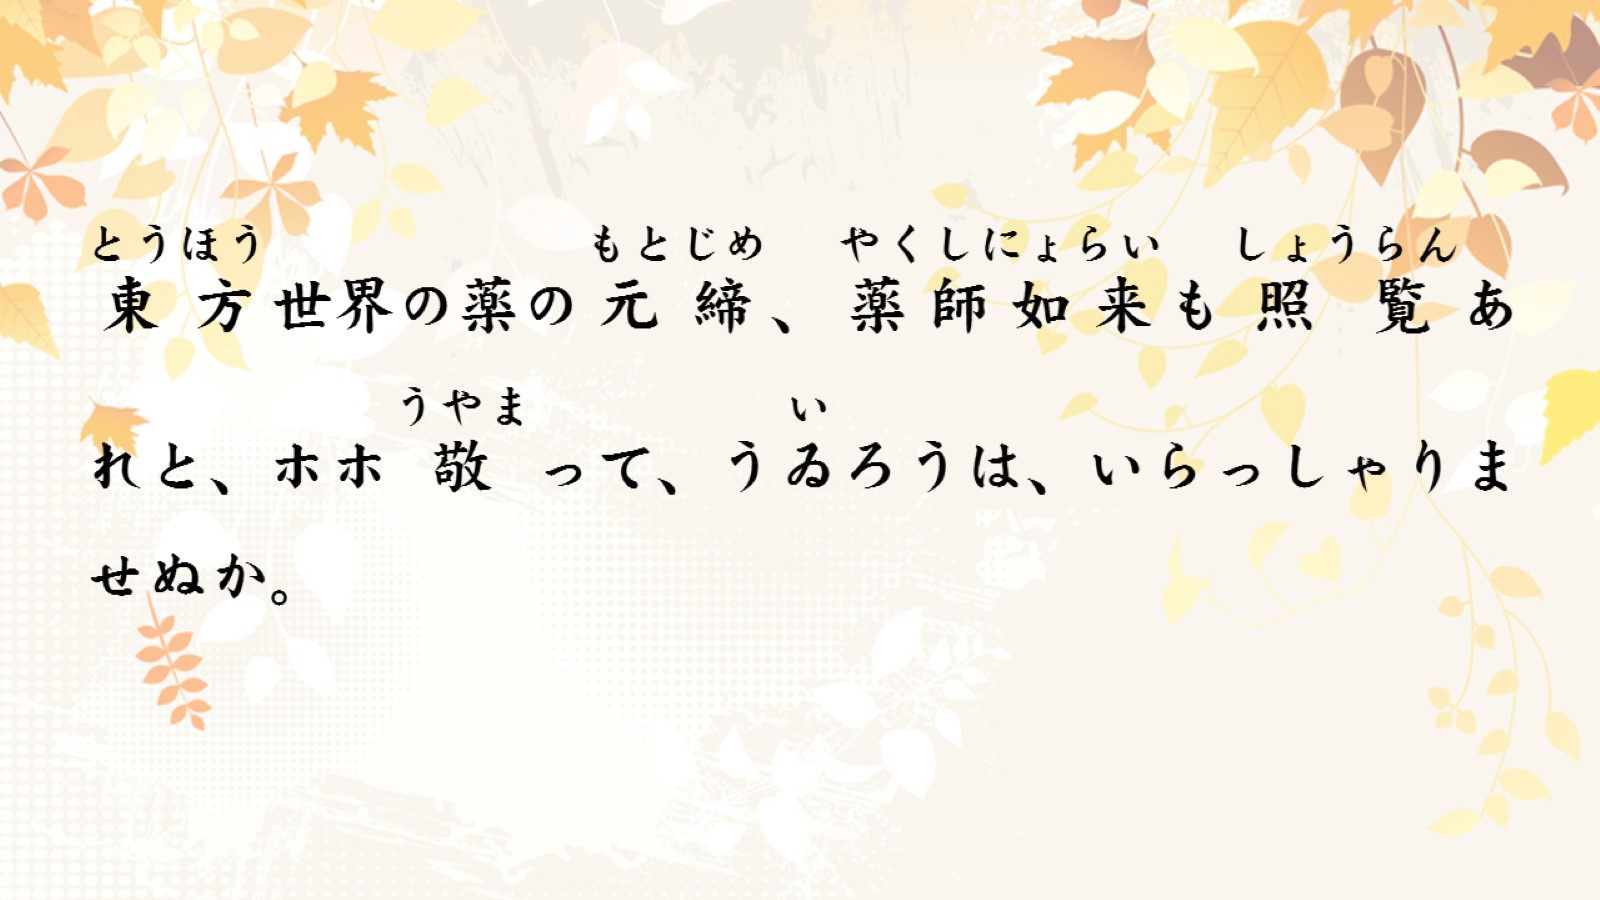 とうほう もとじめ やくしにょらい しょうらん
東方世界の薬の元締、薬師如来も照覧あ
うやま い
れと、ホホ敬って、うゐろうは、いらっしゃりま
せぬか。